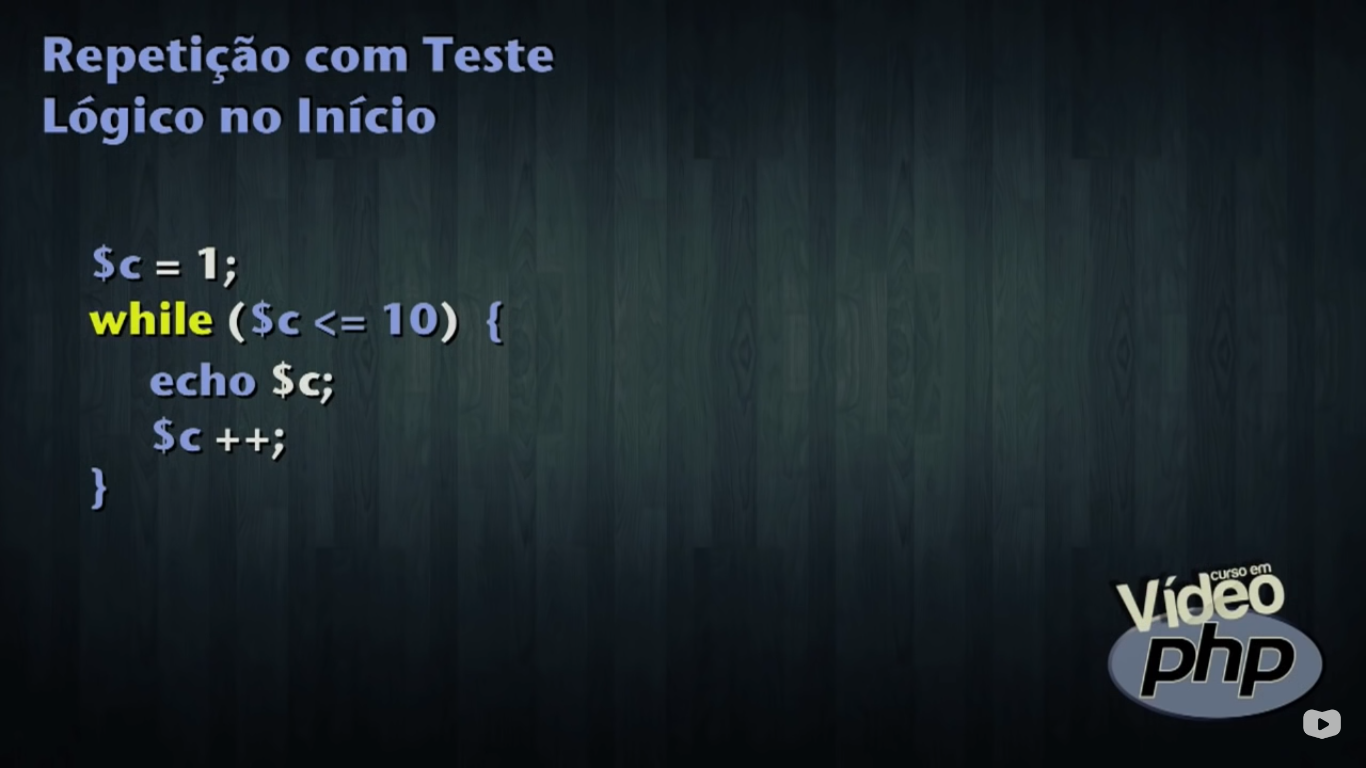 Repetição com Teste
Lógico no Início
$c = 1;
while ($c <= 10) {
echo $c;
$c ++;
}
curso em
Vídeo
php